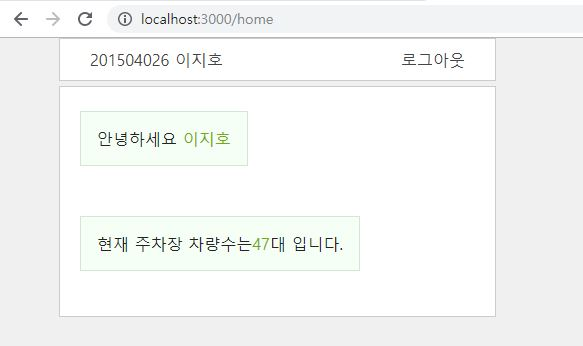 localhost:3000/home
201504026 이지호 로그아웃
안녕하세요 이지호
현재 주차장 차량수는47대 입니다.